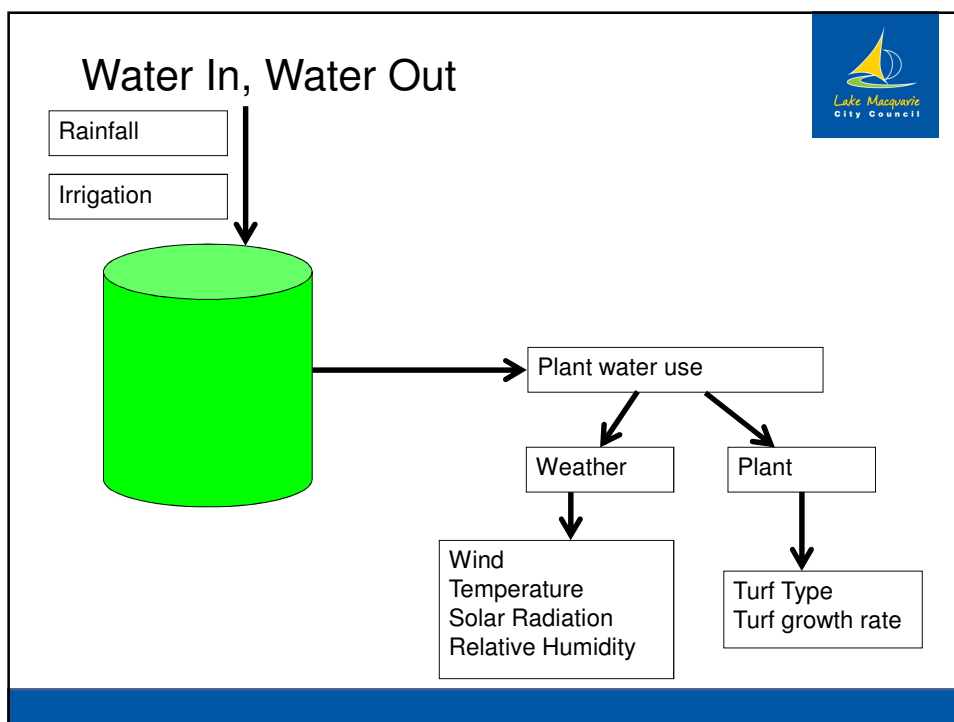 Water In, Water Out
Lake Macquarie
City Council
Rainfall
Irrigation
Plant water use
Weather
Plant
Wind
Temperature
Solar Radiation
Relative Humidity
Turf Type
Turf growth rate